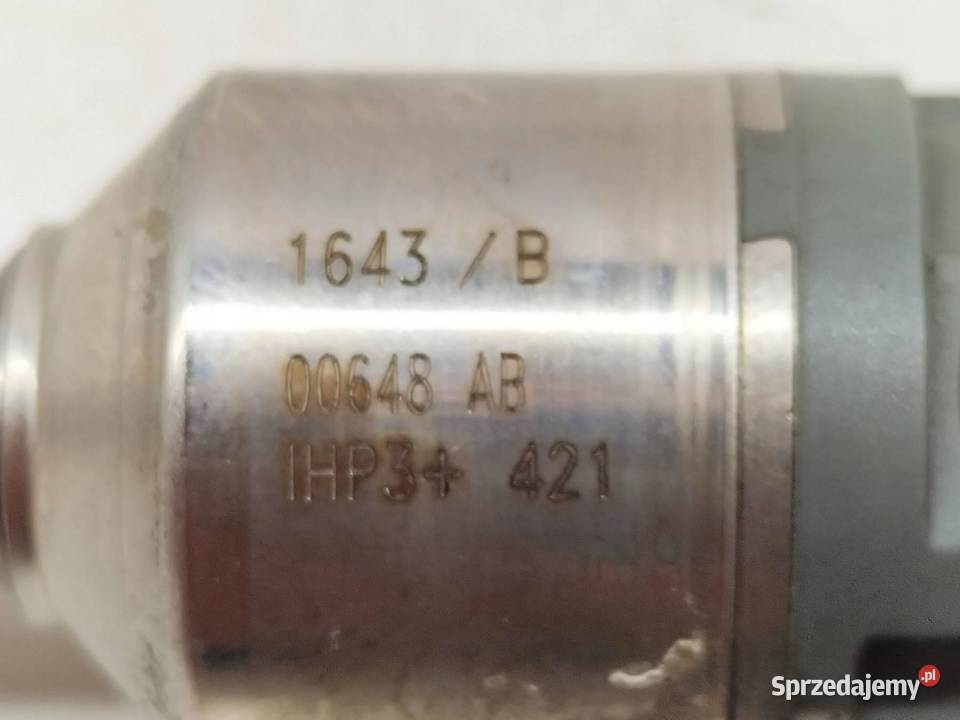 1643 / B
00648 AB
IHP3+ 421
Sprzedajemy.pl